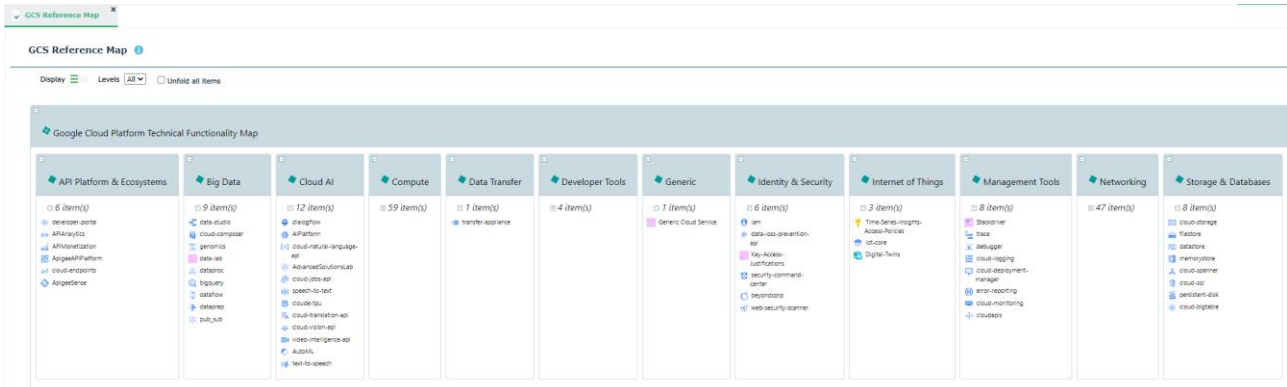 GCS Reference Map
GCS Reference Map
Display Levels All Unfold all items
Google Cloud Platform Technical Functionality Map
API Platform & Ecosystems
6 item(s)
developer-portal
APIAnalytics
APIMonetization
ApigeeAPIPlatform
cloud-endpoints
ApigeeSense
Big Data
9 item(s)
data-studio
cloud-composer
genomics
data-lab
dataproc
bigquery
dataflow
dataprep
pub_sub
Cloud AI
12 item(s)
dialogflow
AIPlatform
cloud-natural-language-
api
AdvancedSolutionsLab
cloud-jobs-api
speech-to-text
cloude-tpu
cloud-translation-api
cloud-vision-api
video-intelligence-api
AutoML
text-to-speech
Compute
59 item(s)
Data Transfer
1 item(s)
transfer-appliance
Developer Tools
4 item(s)
Generic
1 item(s)
Generic Cloud Service
Identity & Security
6 item(s)
iam
data-loss-prevention-
api
Key-Access-
Justifications
security-command-
center
beyondcorp
web-security-scanner
Internet of Things
3 item(s)
Time-Series-Insights-
Access-Policies
iot-core
Digital-Twins
Management Tools
8 item(s)
Stackdriver
trace
debugger
cloud-logging
cloud-deployment-
manager
error-reporting
cloud-monitoring
cloudapis
Networking
47 item(s)
Storage & Databases
8 item(s)
cloud-storage
filestore
datastore
memorystore
cloud-spanner
cloud-sql
persistent-disk
cloud-bigtable